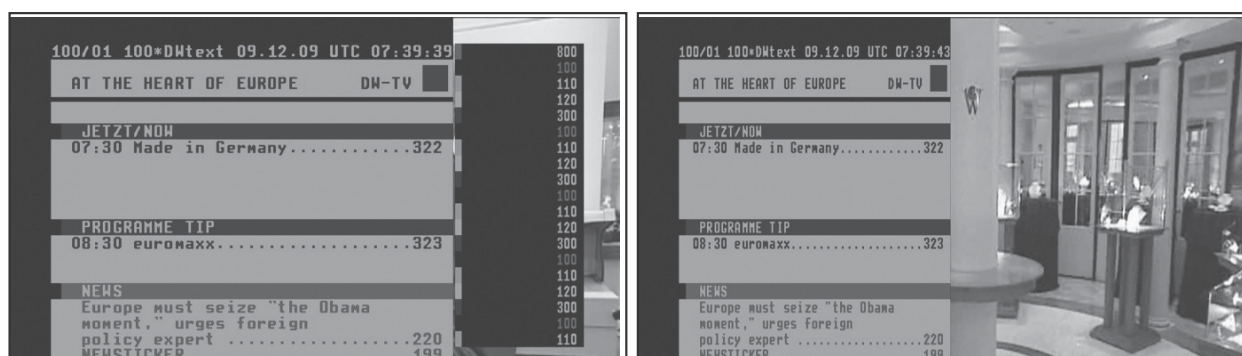 100/01 100*DWtext 09.12.09 UTC 07:39:39
AT THE HEART OF EUROPE DW-TV
JETZT/NOW
07:30 Made in Germany............322
PROGRAMME TIP
08:30 euromaxx...................323
NEWS
Europe must seize "the Obama
moment," urges foreign
policy expert ..................220
NEWSTICKER 199
800
100
110
120
300
100
110
120
300
100
110
120
300
100
110
120
300
100
110
100/01 100*DWtext 09.12.09 UTC 07:39:43
AT THE HEART OF EUROPE DW-TV
JETZT/NOW
07:30 Made in Germany............322
PROGRAMME TIP
08:30 euromaxx...................323
NEWS
Europe must seize "the Obama
moment," urges foreign
policy expert ..................220
NEWSTICKER 199